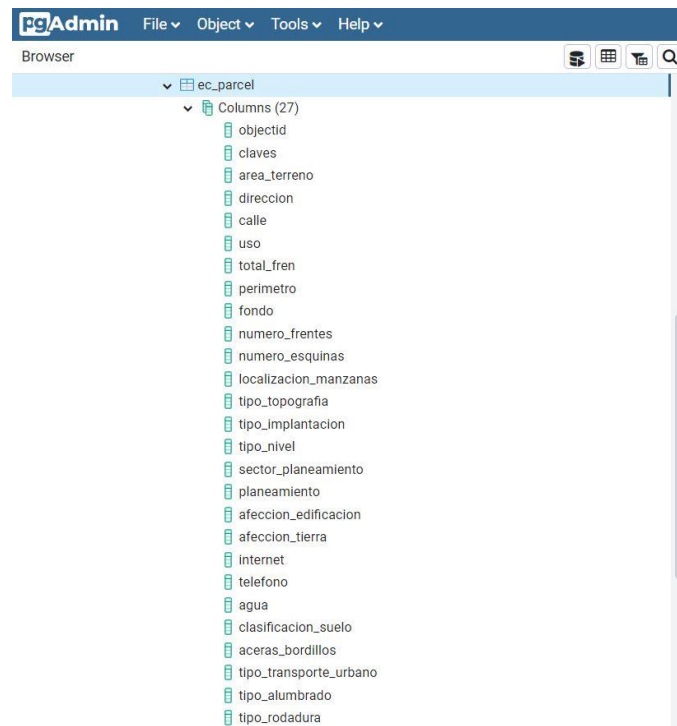 pgAdmin File Object Tools Help
Browser
ec_parcel
Columns (27)
objectid
claves
area_terreno
direccion
calle
uso
total_fren
perimetro
fondo
numero_frentes
numero_esquinas
localizacion_manzanas
tipo_topografia
tipo_implantacion
tipo_nivel
sector_planeamiento
planeamiento
afeccion_edificacion
afeccion_tierra
internet
telefono
agua
clasificacion_suelo
aceras_bordillos
tipo_transporte_urbano
tipo_alumbrado
tipo_rodadura